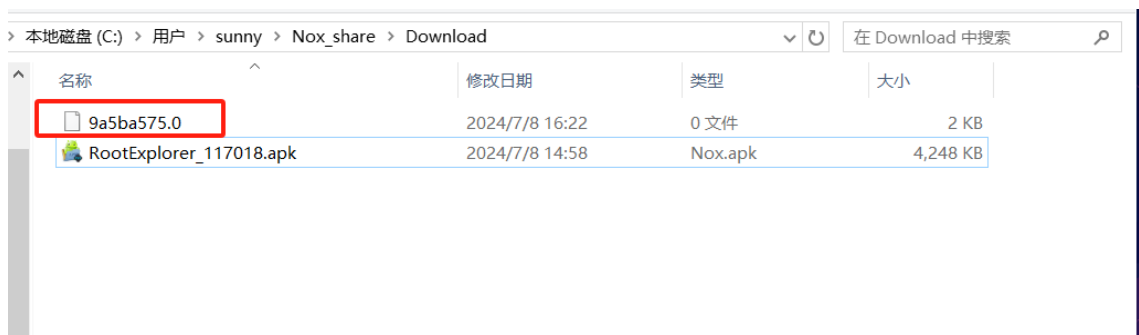 本地磁盘 (C:) > 用户 > sunny > Nox_share > Download 在 Download 中搜索
名称 修改日期 类型 大小
9a5ba575.0 2024/7/8 16:22 0 文件 2 KB
RootExplorer_117018.apk 2024/7/8 14:58 Nox.apk 4,248 KB